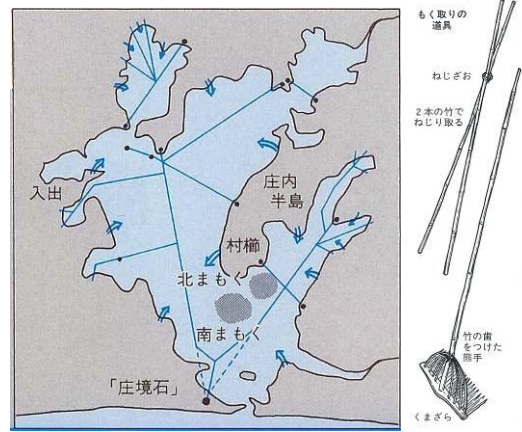 入出
庄内
半島
村櫛
北まもく
南まもく
「庄境石」
もく取りの
道具
ねじざお
2本の竹で
ねじり取る
竹の歯
をつけた
熊手
くまざら